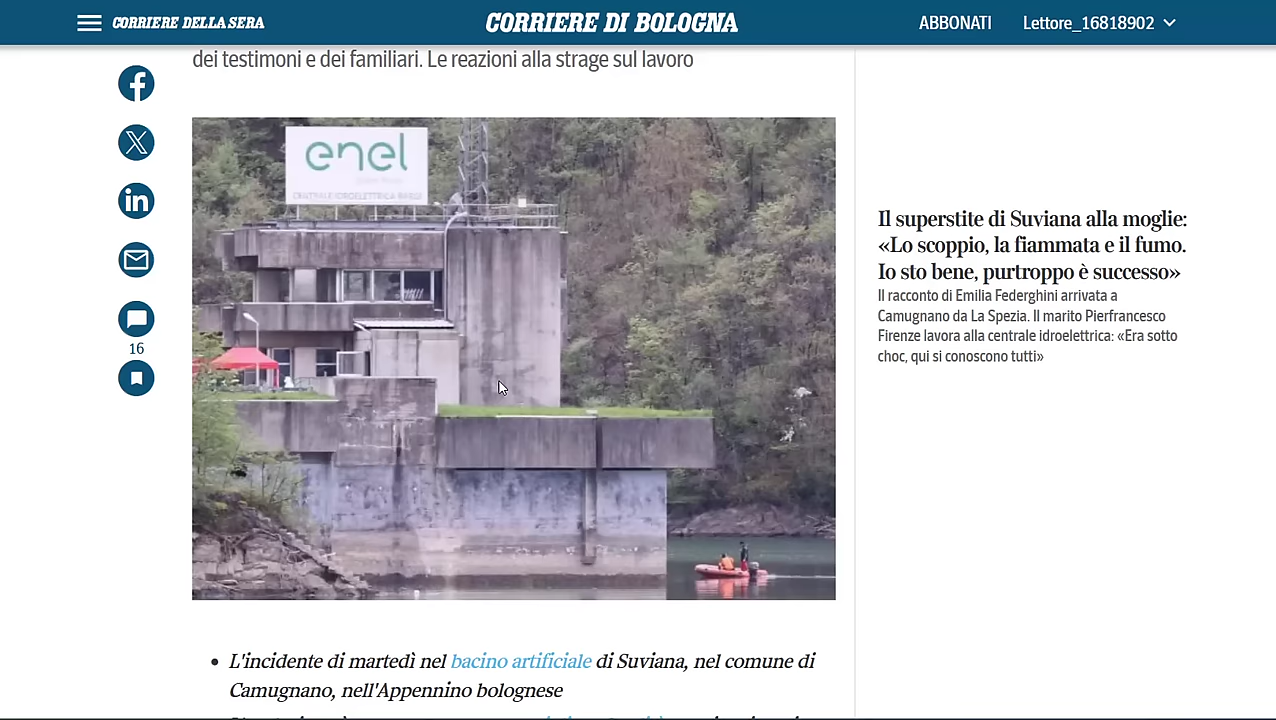 CORRIERE DELLA SERA
CORRIERE DI BOLOGNA
ABBONATI
Lettore_16818902
dei testimoni e dei familiari. Le reazioni alla strage sul lavoro
16
enel
CENTRALE IDROELETTRICA BARGI
Il superstite di Suviana alla moglie:
«Lo scoppio, la fiammata e il fumo.
Io sto bene, purtroppo è successo»
Il racconto di Emilia Federghini arrivata a
Camugnano da La Spezia. Il marito Pierfrancesco
Firenze lavora alla centrale idroelettrica: «Era sotto
choc, qui si conoscono tutti»
L'incidente di martedì nel bacino artificiale di Suviana, nel comune di
Camugnano, nell'Appennino bolognese